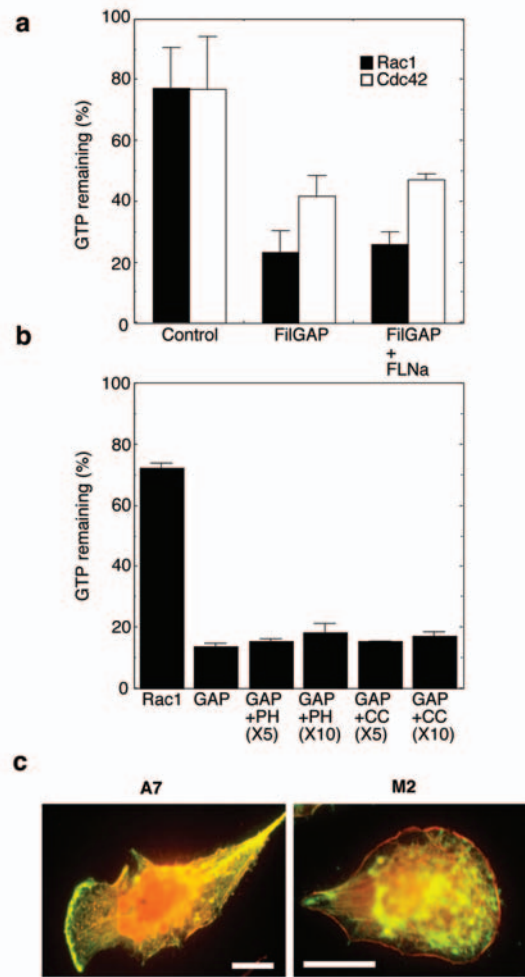 a
100
80
60
40
20
0
GTP remaining (%)
Rac1
Cdc42
Control
FilGAP
FilGAP
+
FLNa
b
100
80
60
40
20
0
GTP remaining (%)
Rac1
GAP
GAP
+PH
(X5)
GAP
+PH
(X10)
GAP
+CC
(X5)
GAP
+CC
(X10)
c
A7
M2